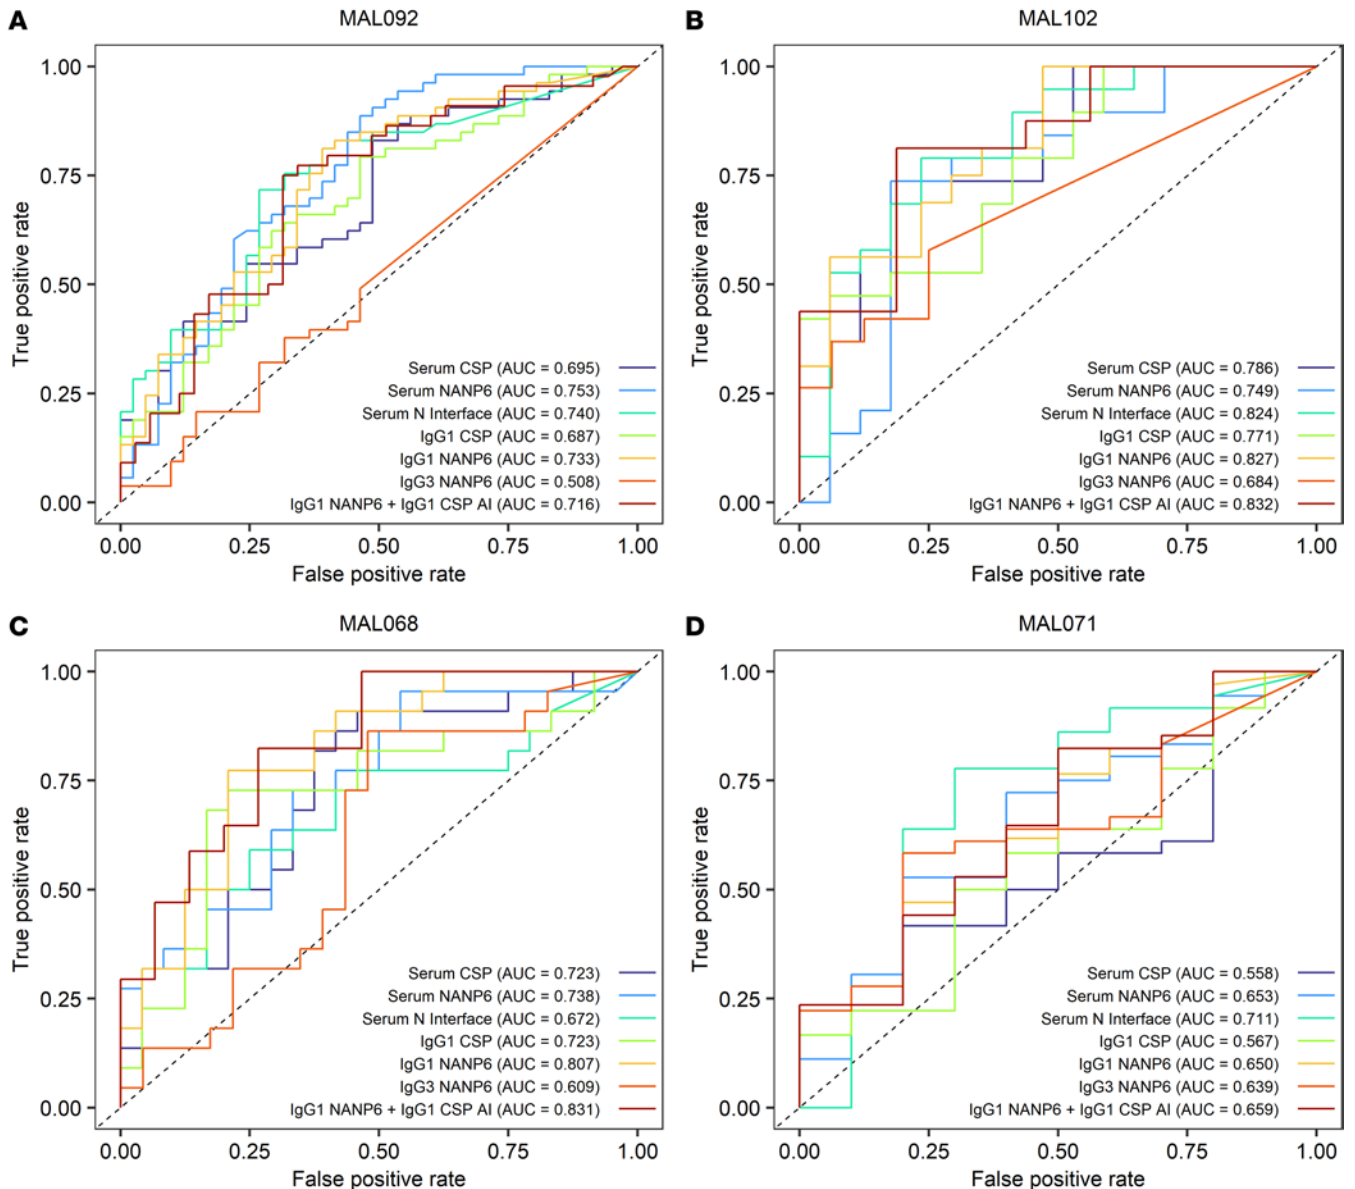 A
MAL092
1.00
0.75
0.50
0.25
0.00
True positive rate
Serum CSP (AUC = 0.695)
Serum NANP6 (AUC = 0.753)
Serum N Interface (AUC = 0.740)
IgG1 CSP (AUC = 0.687)
IgG1 NANP6 (AUC = 0.733)
IgG3 NANP6 (AUC = 0.508)
IgG1 NANP6 + IgG1 CSP AI (AUC = 0.716)
0.00 0.25 0.50 0.75 1.00
False positive rate
B
MAL102
1.00
0.75
0.50
0.25
0.00
True positive rate
Serum CSP (AUC = 0.786)
Serum NANP6 (AUC = 0.749)
Serum N Interface (AUC = 0.824)
IgG1 CSP (AUC = 0.771)
IgG1 NANP6 (AUC = 0.827)
IgG3 NANP6 (AUC = 0.684)
IgG1 NANP6 + IgG1 CSP AI (AUC = 0.832)
0.00 0.25 0.50 0.75 1.00
False positive rate
C
MAL068
1.00
0.75
0.50
0.25
0.00
True positive rate
Serum CSP (AUC = 0.723)
Serum NANP6 (AUC = 0.738)
Serum N Interface (AUC = 0.672)
IgG1 CSP (AUC = 0.723)
IgG1 NANP6 (AUC = 0.807)
IgG3 NANP6 (AUC = 0.609)
IgG1 NANP6 + IgG1 CSP AI (AUC = 0.831)
0.00 0.25 0.50 0.75 1.00
False positive rate
D
MAL071
1.00
0.75
0.50
0.25
0.00
True positive rate
Serum CSP (AUC = 0.558)
Serum NANP6 (AUC = 0.653)
Serum N Interface (AUC = 0.711)
IgG1 CSP (AUC = 0.567)
IgG1 NANP6 (AUC = 0.650)
IgG3 NANP6 (AUC = 0.639)
IgG1 NANP6 + IgG1 CSP AI (AUC = 0.659)
0.00 0.25 0.50 0.75 1.00
False positive rate